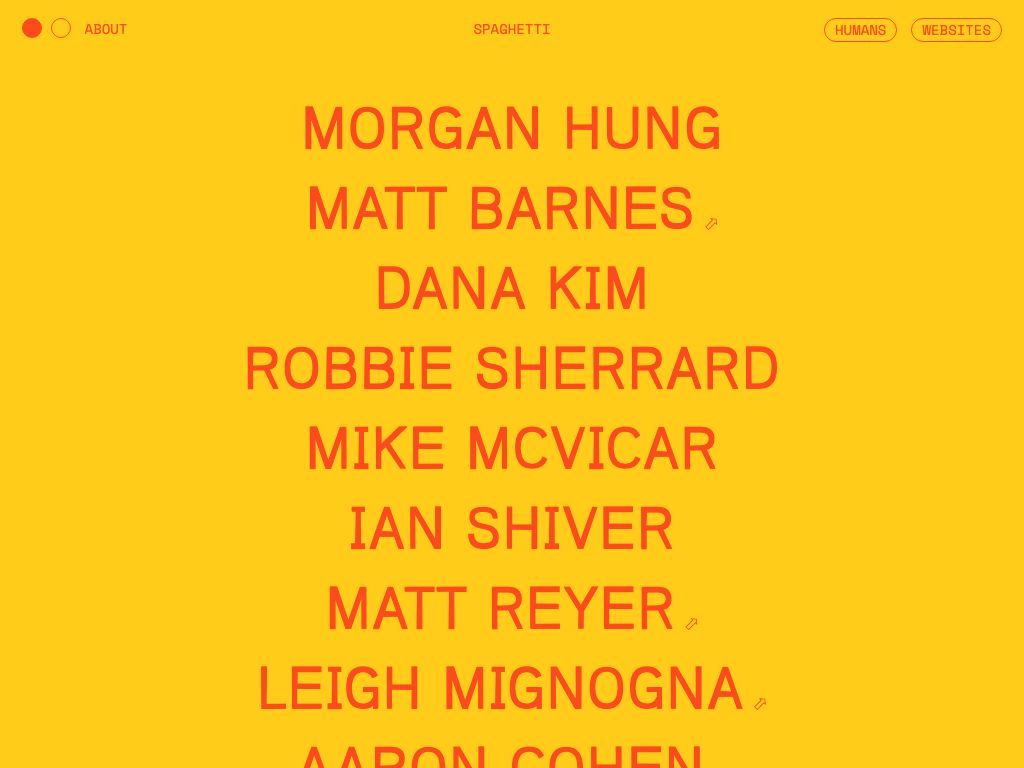 ABOUT
SPAGHETTI
HUMANS
WEBSITES
MORGAN HUNG
MATT BARNES
DANA KIM
ROBBIE SHERRARD
MIKE MCVICAR
IAN SHIVER
MATT REYER
LEIGH MIGNOGNA
AARON COHEN